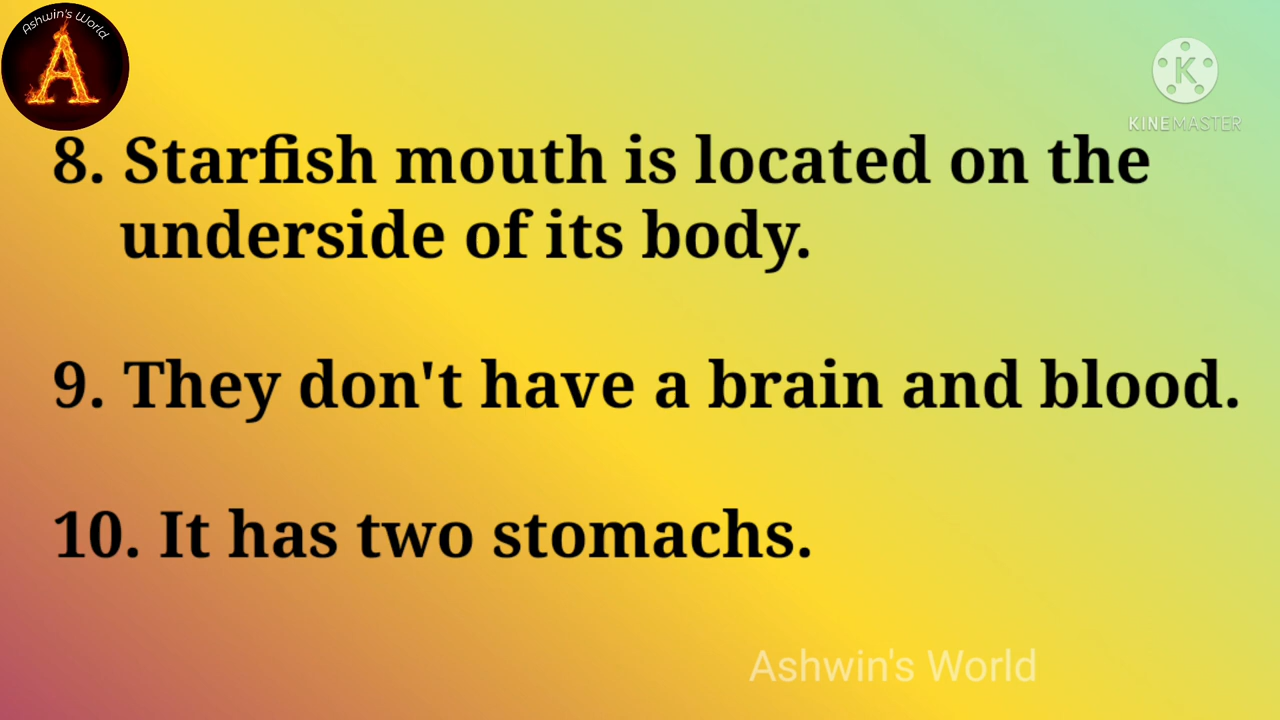 Ashwin's World
A
K
KINEMASTER
8. Starfish mouth is located on the
underside of its body.
9. They don't have a brain and blood.
10. It has two stomachs.
Ashwin's World